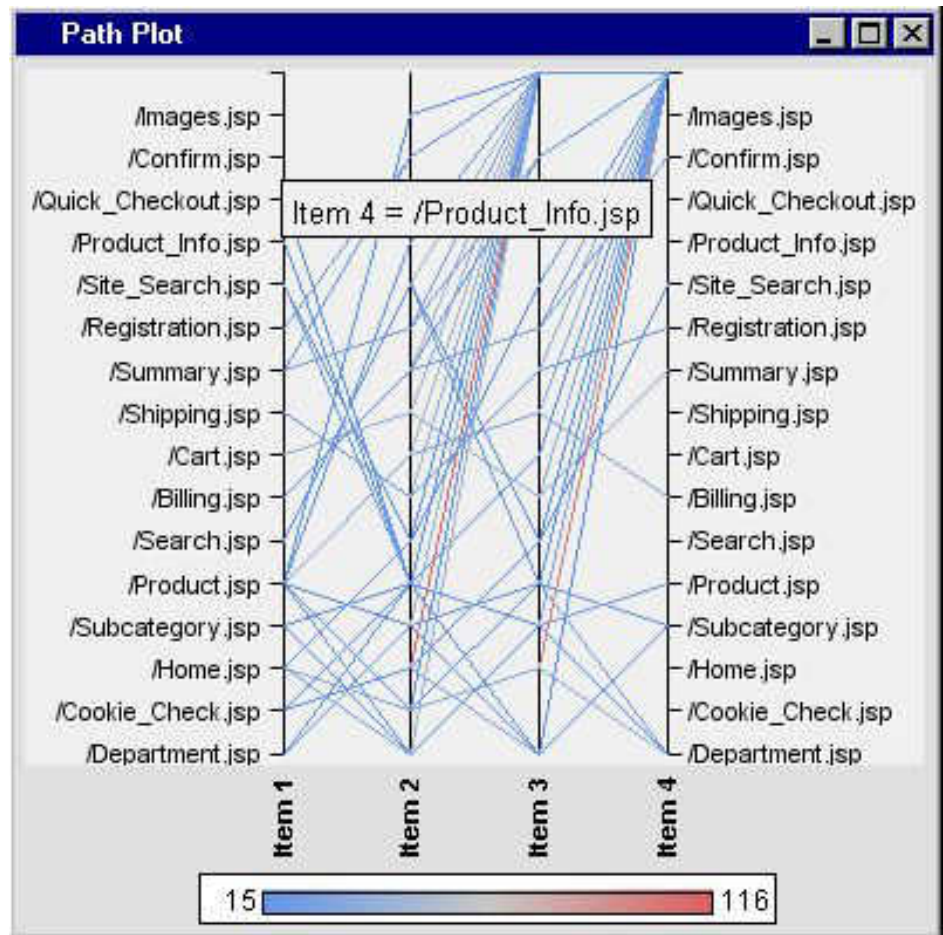 Path Plot
/Images.jsp
/Confirm.jsp
/Quick_Checkout.jsp
/Product_Info.jsp
/Site_Search.jsp
/Registration.jsp
/Summary.jsp
/Shipping.jsp
/Cart.jsp
/Billing.jsp
/Search.jsp
/Product.jsp
/Subcategory.jsp
/Home.jsp
/Cookie_Check.jsp
/Department.jsp
Item 4 = /Product_Info.jsp
/Images.jsp
/Confirm.jsp
/Quick_Checkout.jsp
/Product_Info.jsp
/Site_Search.jsp
/Registration.jsp
/Summary.jsp
/Shipping.jsp
/Cart.jsp
/Billing.jsp
/Search.jsp
/Product.jsp
/Subcategory.jsp
/Home.jsp
/Cookie_Check.jsp
/Department.jsp
Item 1
Item 2
Item 3
Item 4
15
116